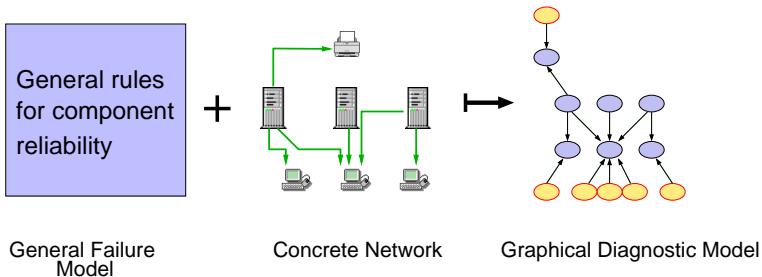 General rules
for component
reliability
+
General Failure
Model
Concrete Network
Graphical Diagnostic Model